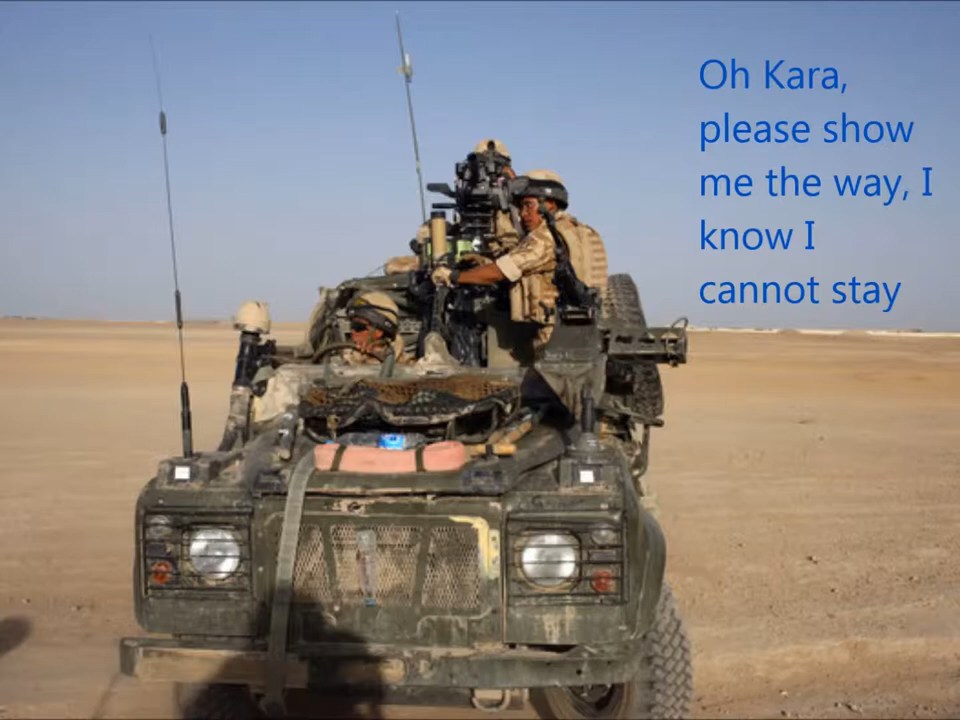 Oh Kara,
please show
me the way, I
know I
cannot stay